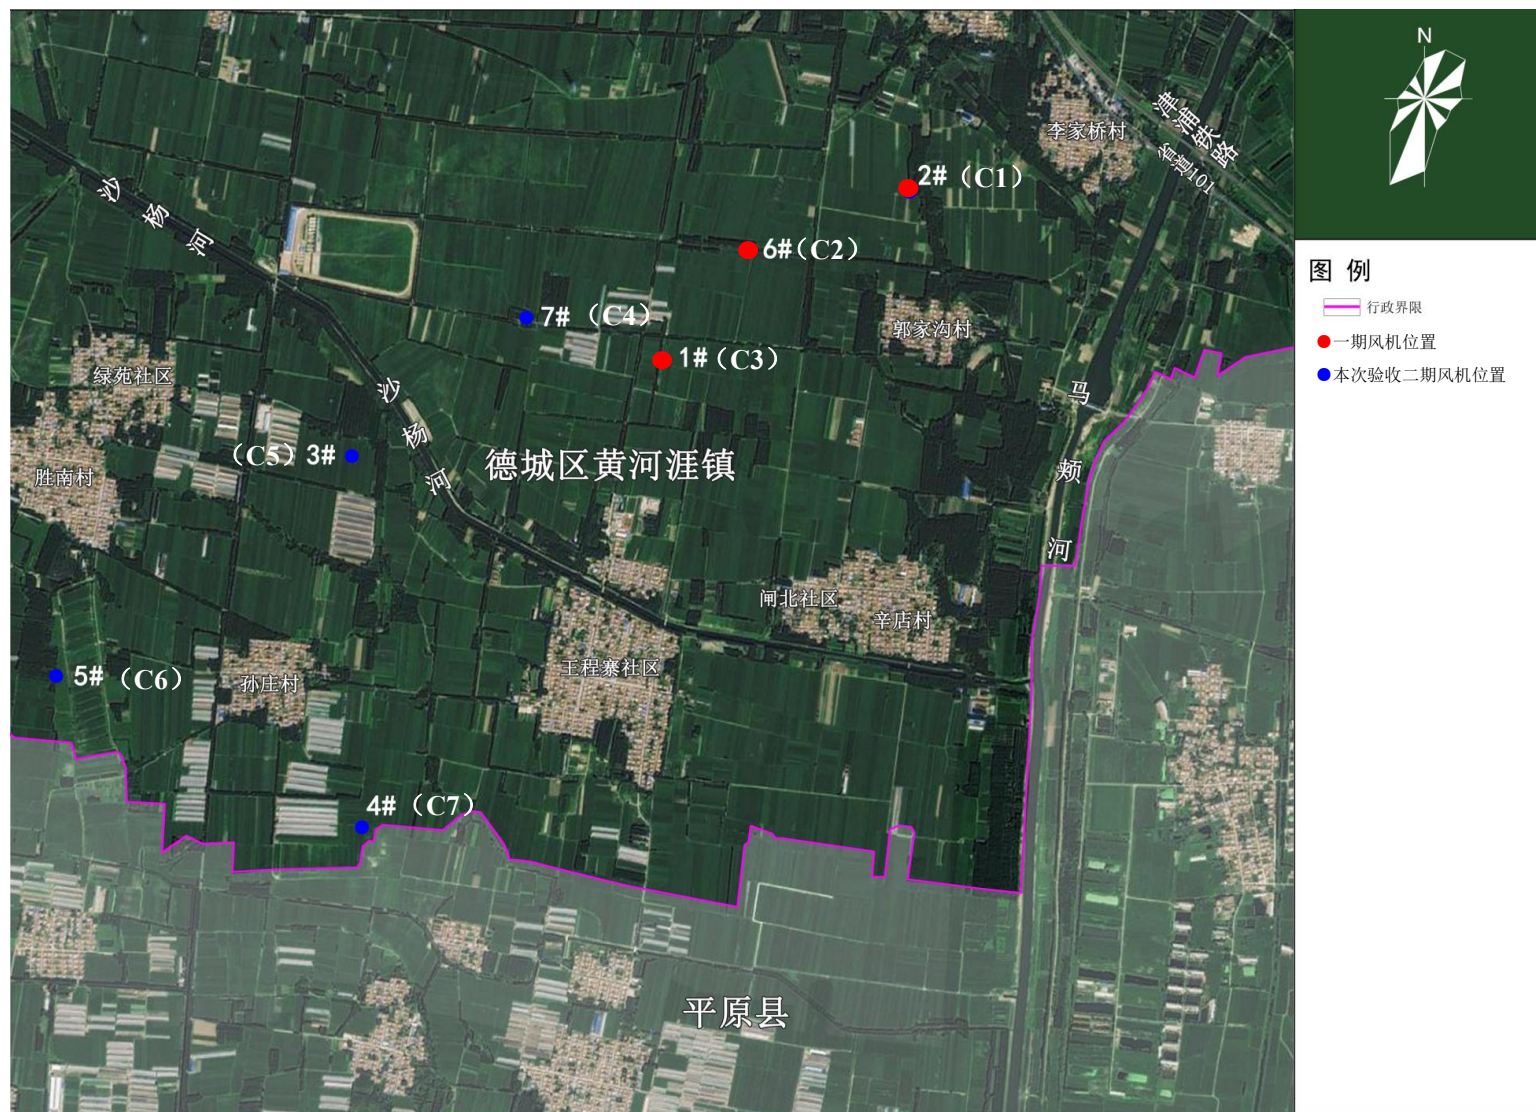 N
图 例
行政界限
一期风机位置
本次验收二期风机位置
李家桥村
津浦铁路
省道101
2#（C1）
沙杨河
6#（C2）
7#（C4）
郭家沟村
1#（C3）
绿苑社区
沙杨河
马颊河
（C5）3#
德城区黄河涯镇
胜南村
闸北社区
辛店村
王程寨社区
5#（C6）
孙庄村
4#（C7）
平原县